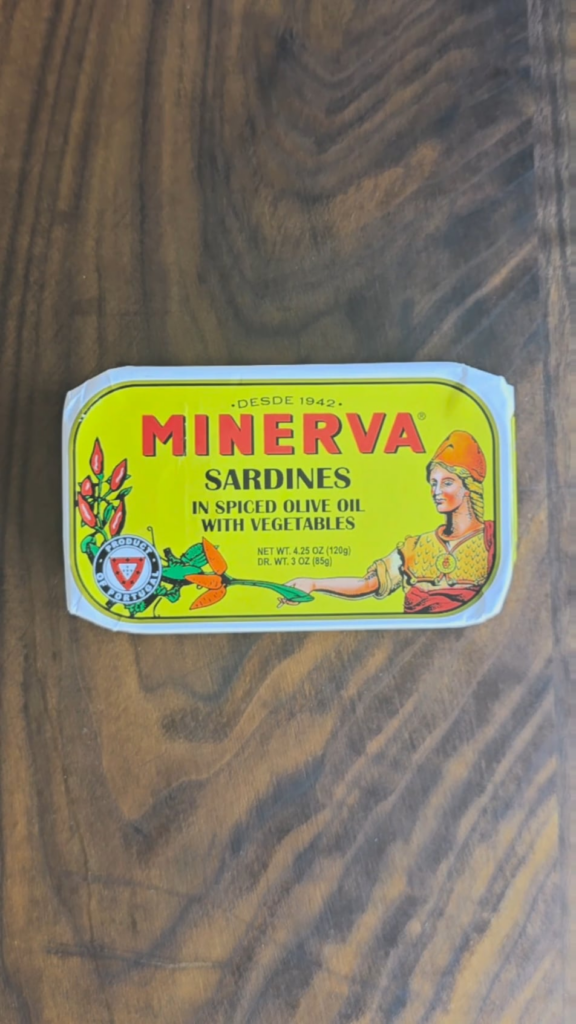 •DESDE 1942•
MINERVA®
SARDINES
IN SPICED OLIVE OIL
WITH VEGETABLES
NET WT. 4.25 OZ (120g)
DR. WT. 3 OZ (85g)
PRODUCT
OF PORTUGAL